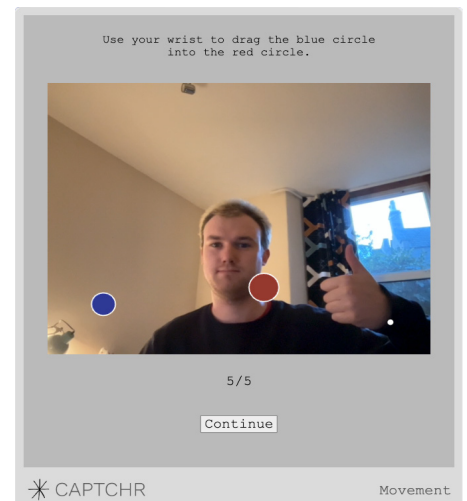 Use your wrist to drag the blue circle
into the red circle.
5/5
Continue
CAPTCHR
Movement